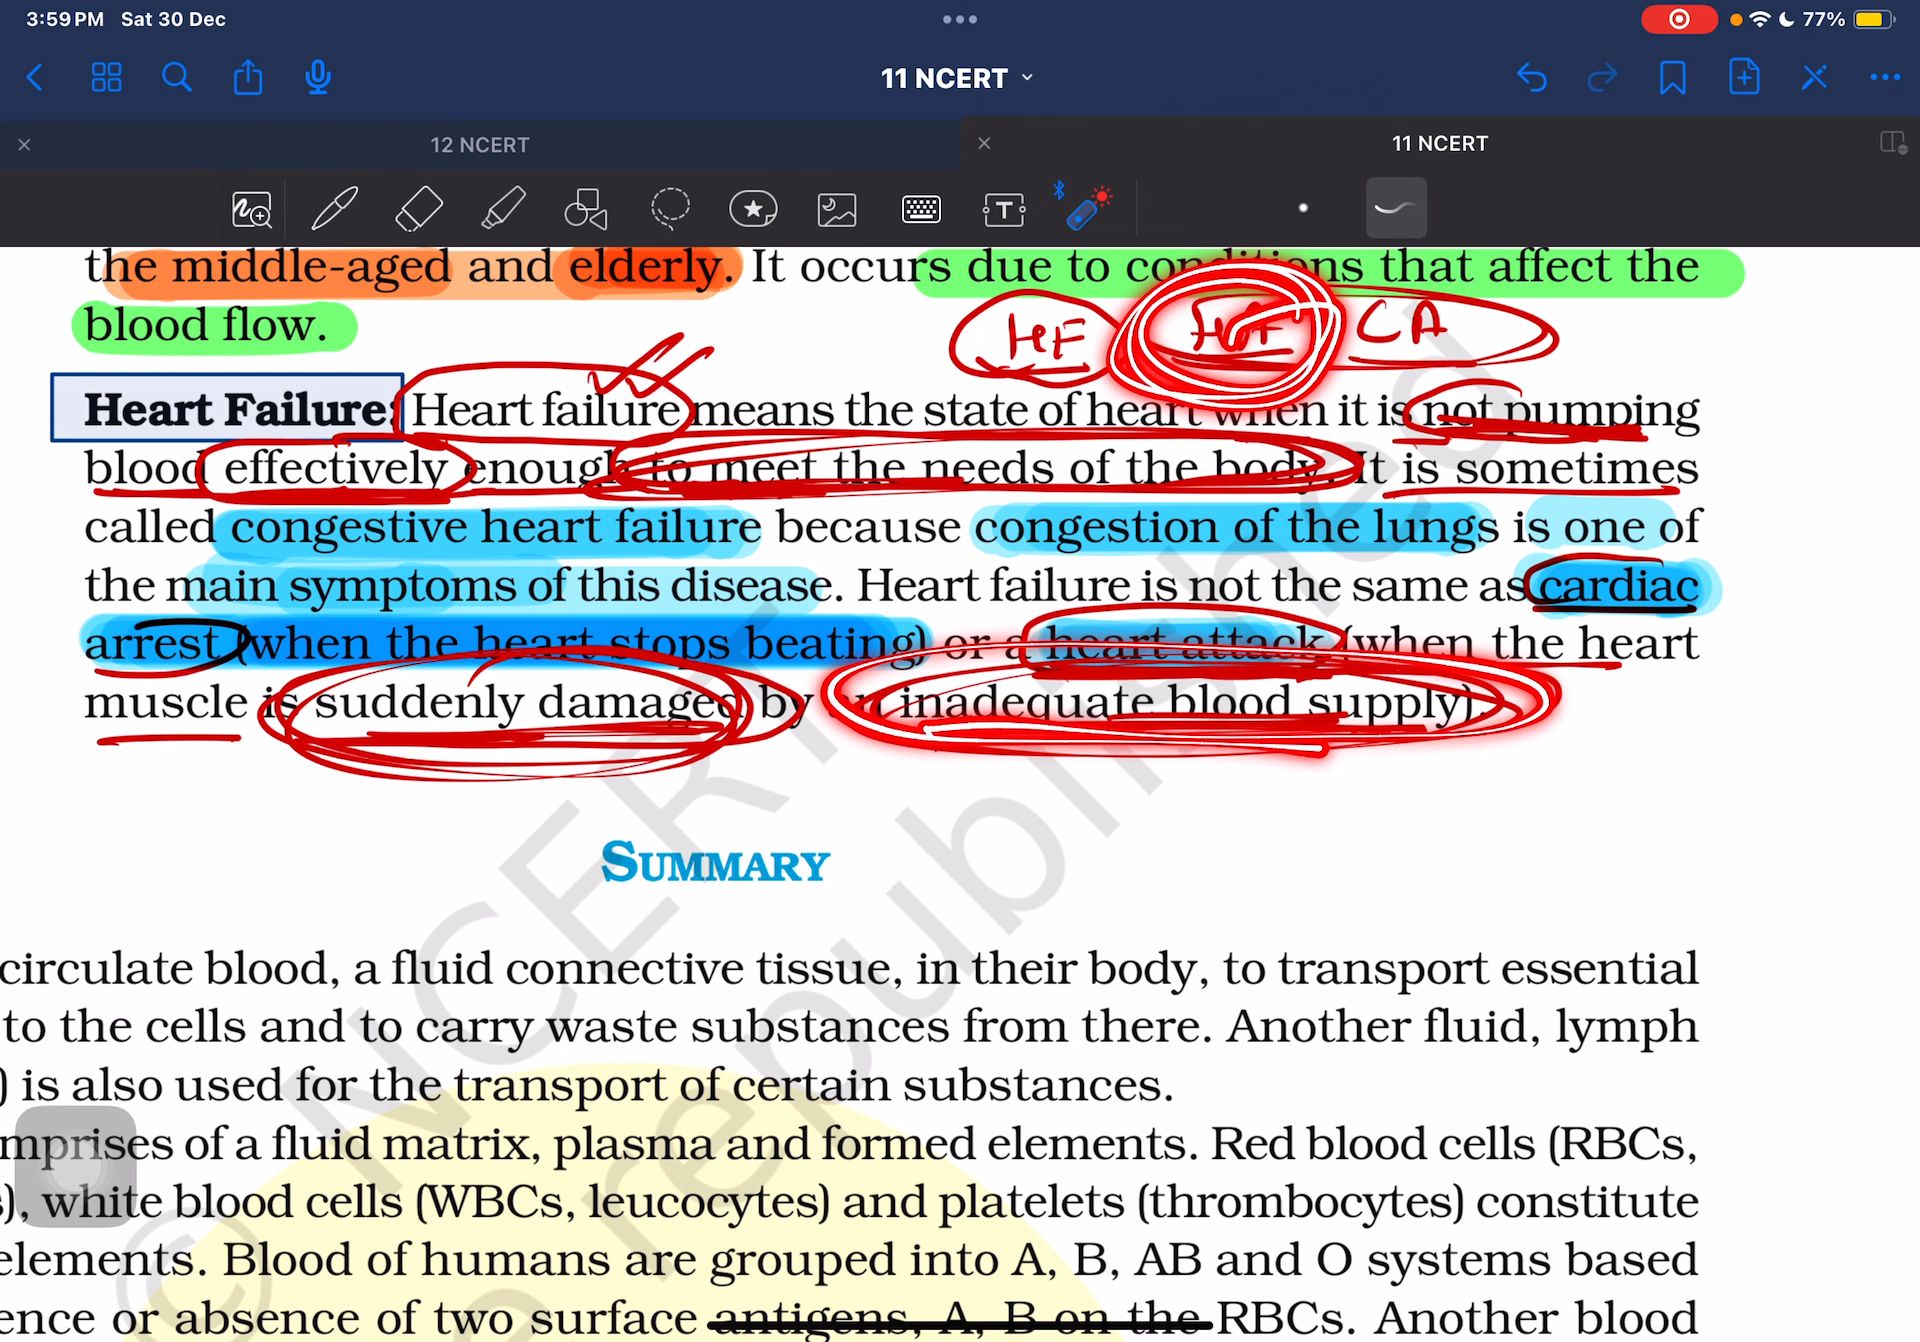 3:59 PM Sat 30 Dec
77%
11 NCERT
12 NCERT
11 NCERT
the middle-aged and elderly. It occurs due to conditions that affect the
blood flow.
HF CA
Heart Failure: Heart failure means the state of heart when it is not pumping
blood effectively enough to meet the needs of the body. It is sometimes
called congestive heart failure because congestion of the lungs is one of
the main symptoms of this disease. Heart failure is not the same as cardiac
arrest (when the heart stops beating) or a heart attack (when the heart
muscle is suddenly damaged by an inadequate blood supply).
SUMMARY
circulate blood, a fluid connective tissue, in their body, to transport essential
to the cells and to carry waste substances from there. Another fluid, lymph
) is also used for the transport of certain substances.
mprises of a fluid matrix, plasma and formed elements. Red blood cells (RBCs,
s), white blood cells (WBCs, leucocytes) and platelets (thrombocytes) constitute
elements. Blood of humans are grouped into A, B, AB and O systems based
ence or absence of two surface antigens, A, B on the RBCs. Another blood
© NCERT
republished